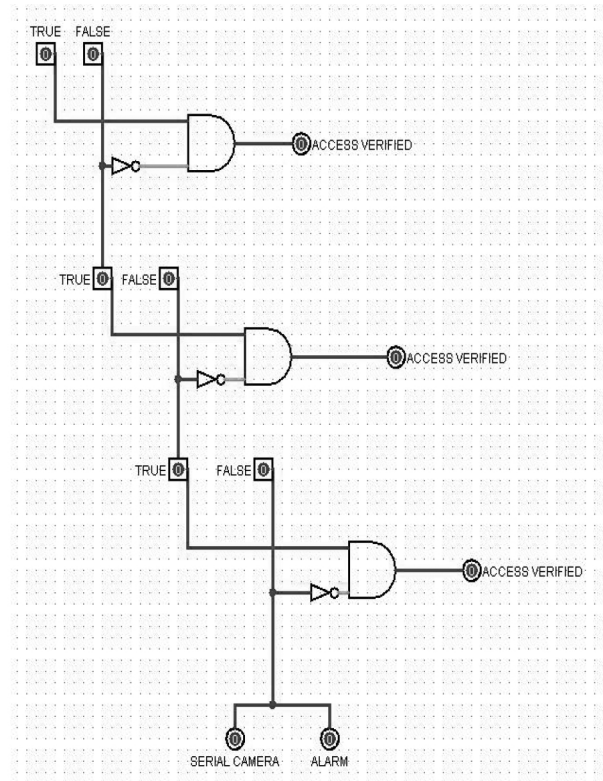 TRUE FALSE
0 0
ACCESS VERIFIED
0
TRUE 0 FALSE 0
0 ACCESS VERIFIED
TRUE 0 FALSE 0
0 ACCESS VERIFIED
0 0
SERIAL CAMERA ALARM